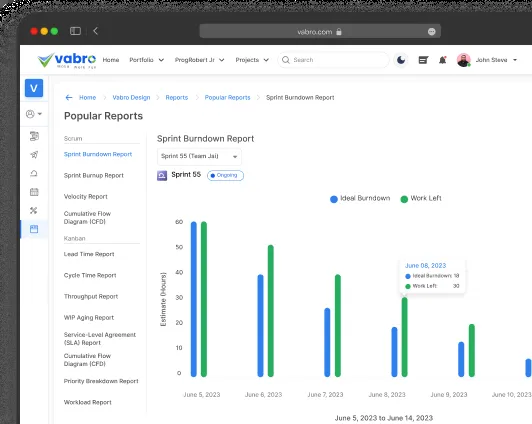 vabro.com
vabro
Home
Portfolio
ProgRobert Jr
Projects
Search
John Steve
V
Home
Vabro Design
Reports
Popular Reports
Sprint Burndown Report
Popular Reports
Scrum
Sprint Burndown Report
Sprint Burnup Report
Velocity Report
Cumulative Flow
Diagram (CFD)
Kanban
Lead Time Report
Cycle Time Report
Throughput Report
WIP Aging Report
Service-Level Agreement
(SLA) Report
Cumulative Flow
Diagram (CFD)
Priority Breakdown Report
Workload Report
Sprint Burndown Report
Sprint 55 (Team Jai)
Sprint 55
Ongoing
Ideal Burndown
Work Left
Estimate (Hours)
60
50
40
30
20
10
0
June 08, 2023
Ideal Burndown: 18
Work Left: 30
June 5, 2023
June 6, 2023
June 7, 2023
June 8, 2023
June 9, 2023
June 10, 2023
June 5, 2023 to June 14, 2023